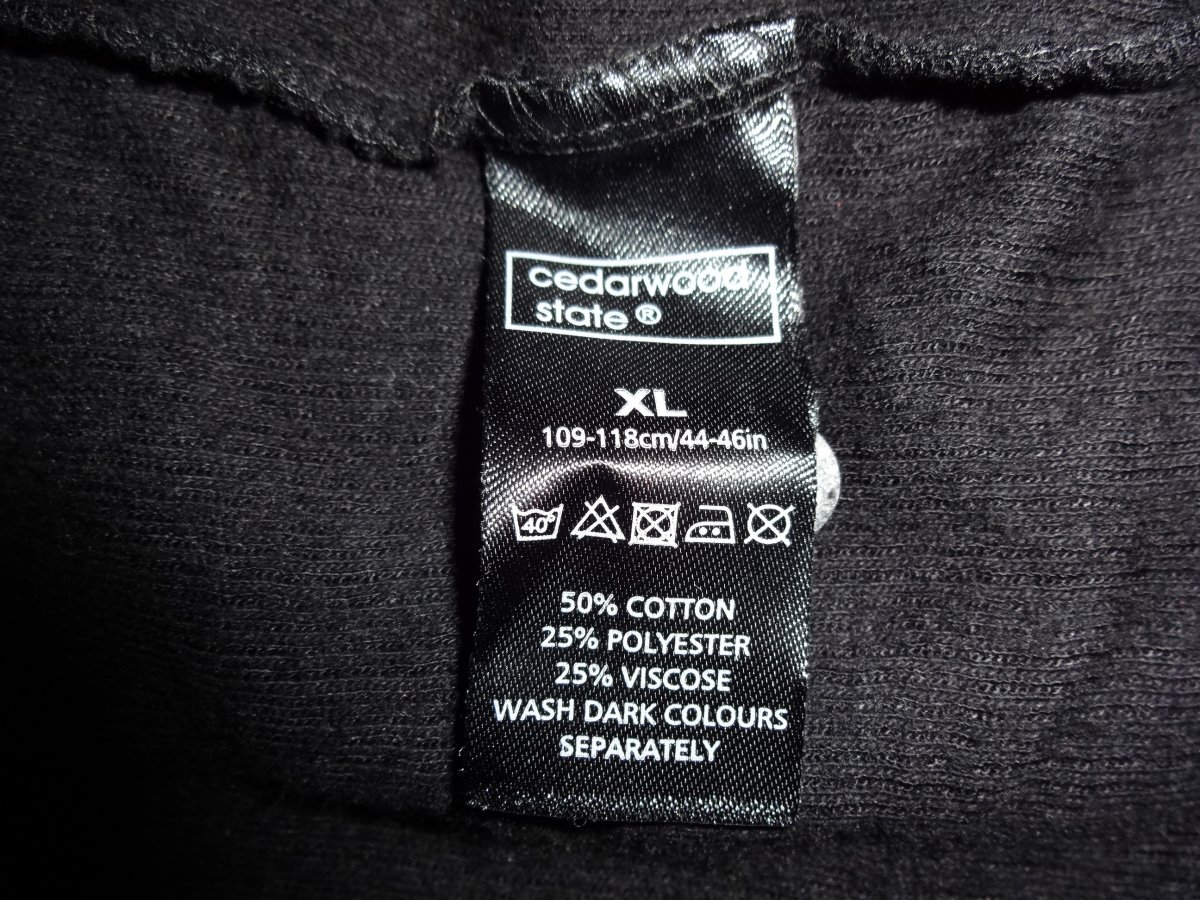 cedarwood
state ®
XL
109-118cm/44-46in
40°
50% COTTON
25% POLYESTER
25% VISCOSE
WASH DARK COLOURS
SEPARATELY